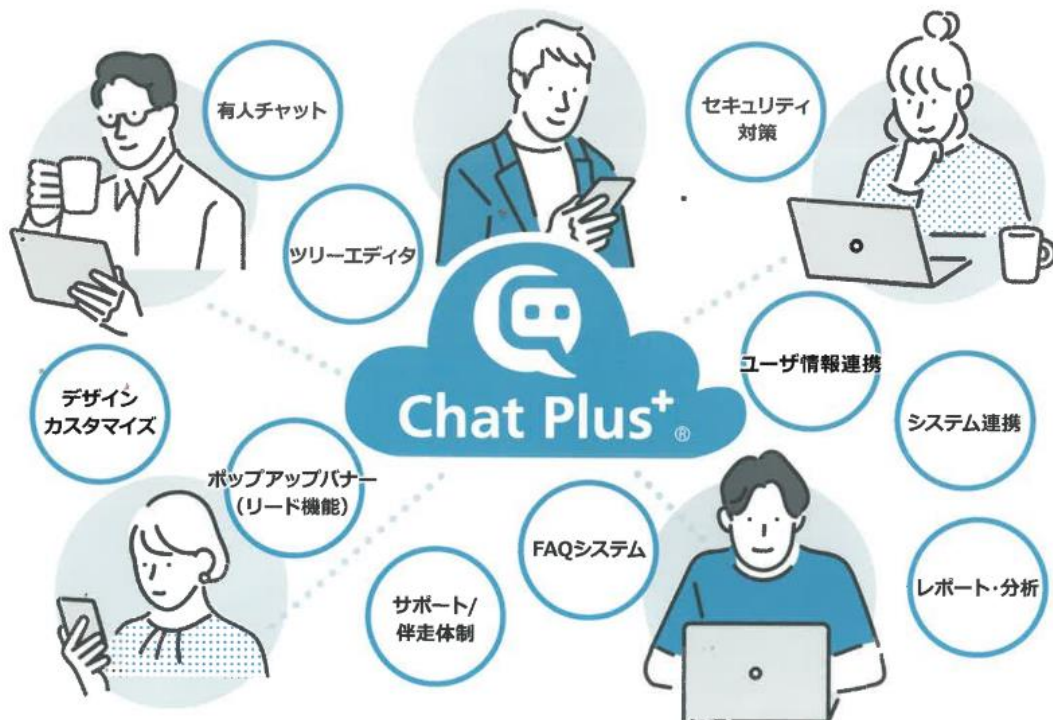 有人チャット
セキュリティ
対策
ツリーエディタ
Chat Plus+®
ユーザ情報連携
デザイン
カスタマイズ
システム連携
ポップアップバナー
（リード機能）
FAQシステム
サポート/
伴走体制
レポート・分析